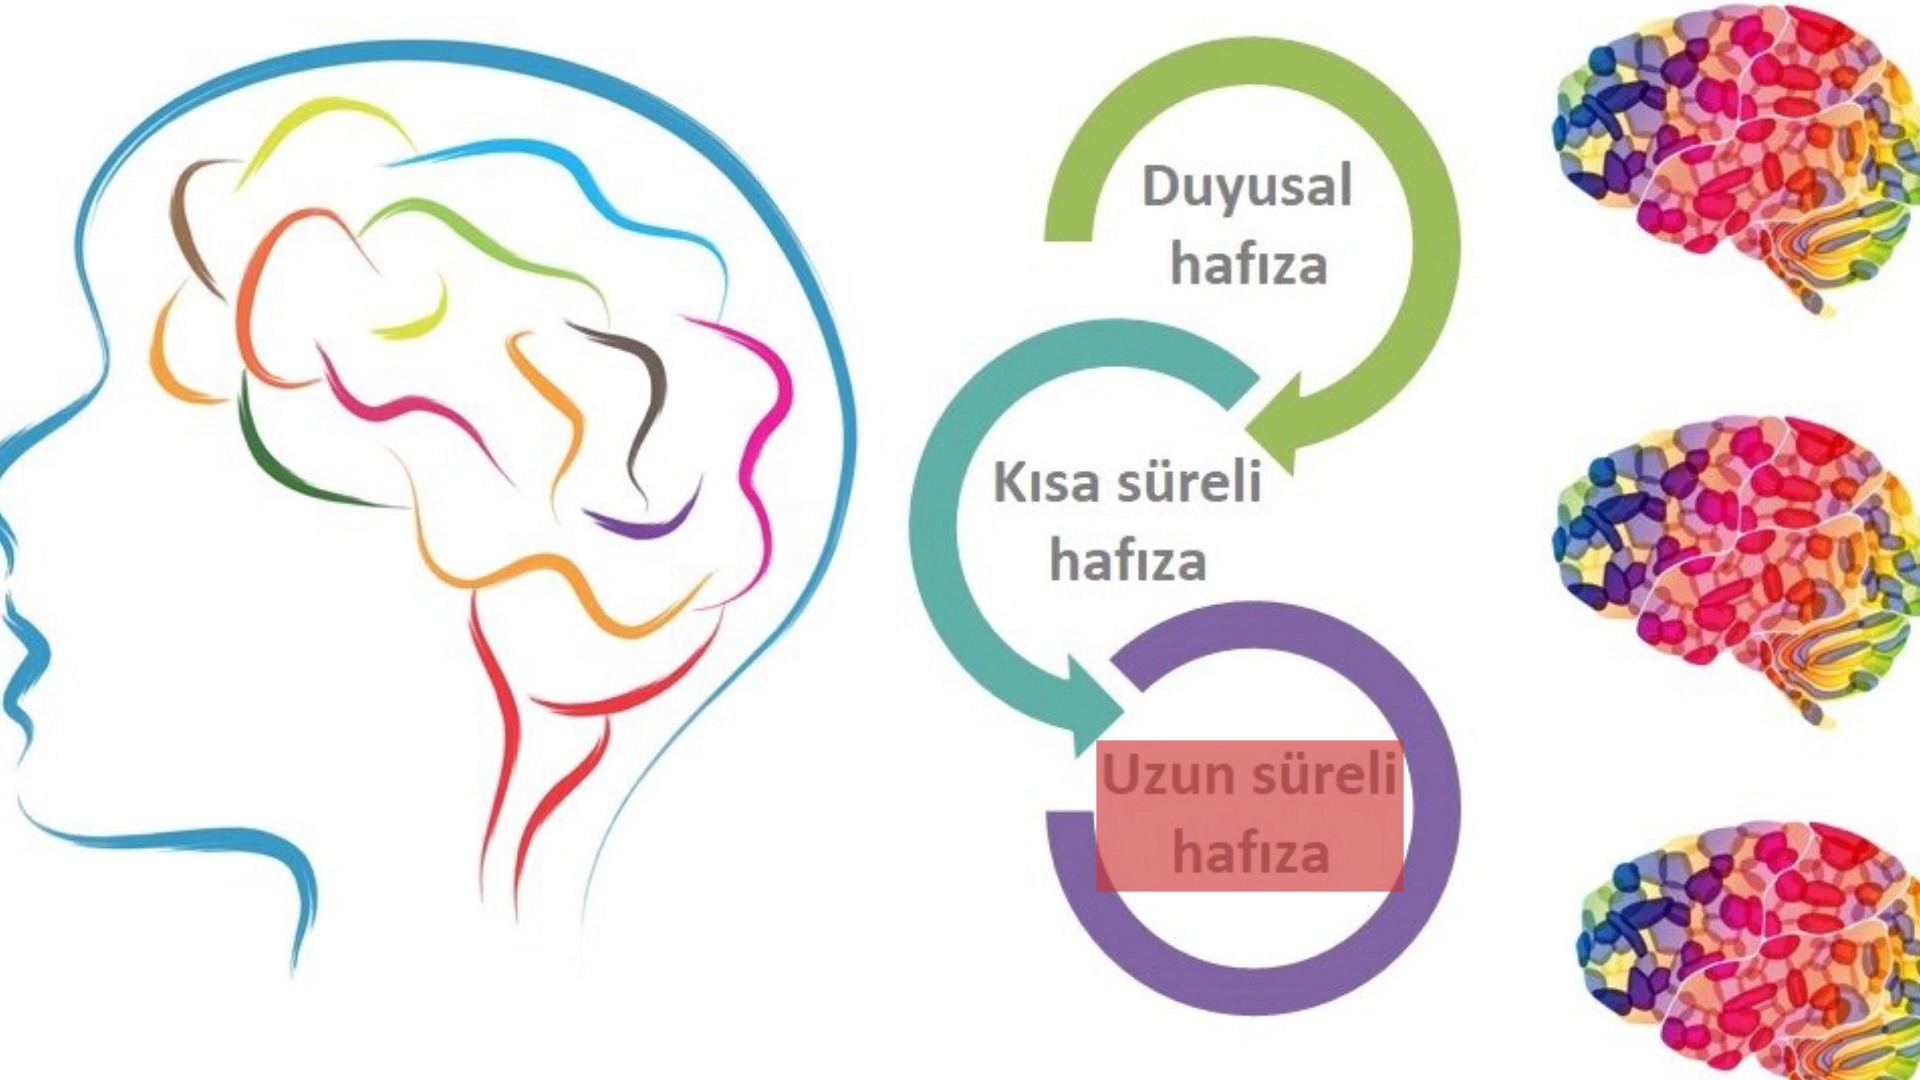 Duyusal
hafıza
Kısa süreli
hafıza
Uzun süreli
hafıza